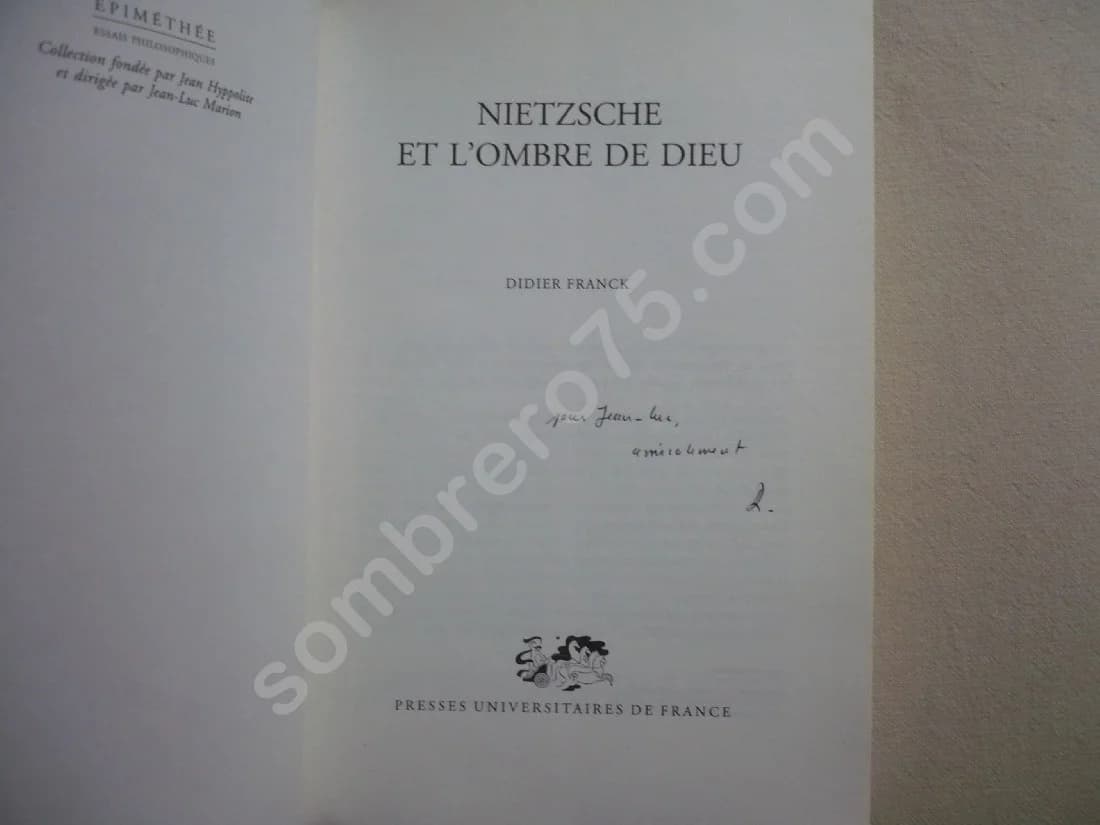 ÉPIMÉTHÉE
ESSAIS PHILOSOPHIQUES
Collection fondée par Jean Hyppolite
et dirigée par Jean-Luc Marion
NIETZSCHE
ET L'OMBRE DE DIEU
DIDIER FRANCK
pour Jean-Luc,
amicalement
D.
PRESSES UNIVERSITAIRES DE FRANCE
sombrero75.com